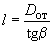 l = D_от / tgβ